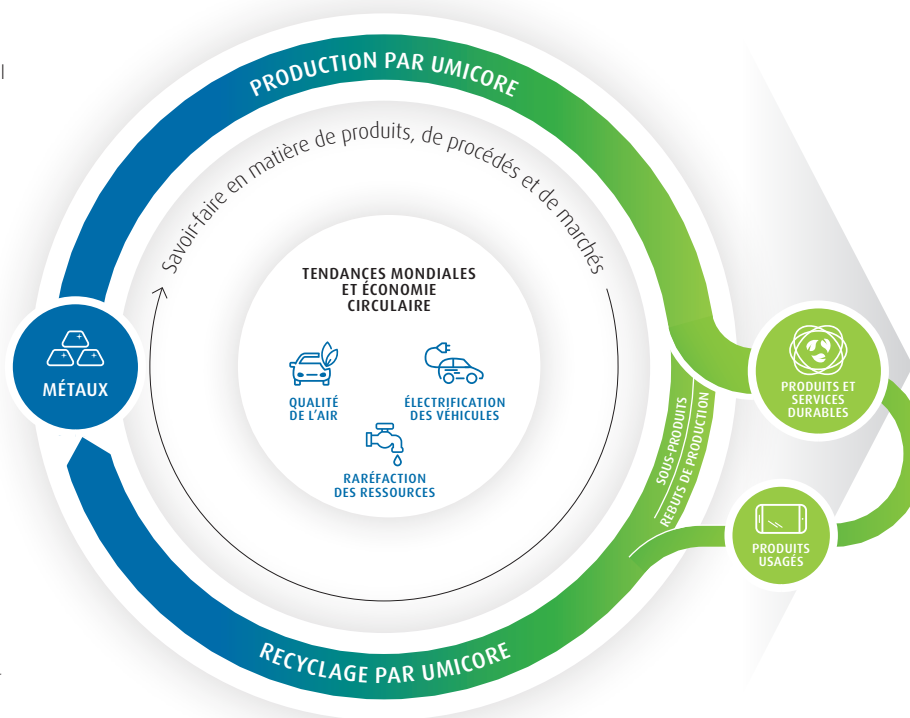 PRODUCTION PAR UMICORE
Savoir-faire en matière de produits, de procédés et de marchés
TENDANCES MONDIALES
ET ÉCONOMIE
CIRCULAIRE
QUALITÉ
DE L'AIR
ÉLECTRIFICATION
DES VÉHICULES
RARÉFACTION
DES RESSOURCES
MÉTAUX
PRODUITS ET
SERVICES
DURABLES
SOUS-PRODUITS
REBUTS DE PRODUCTION
PRODUITS
USAGÉS
RECYCLAGE PAR UMICORE